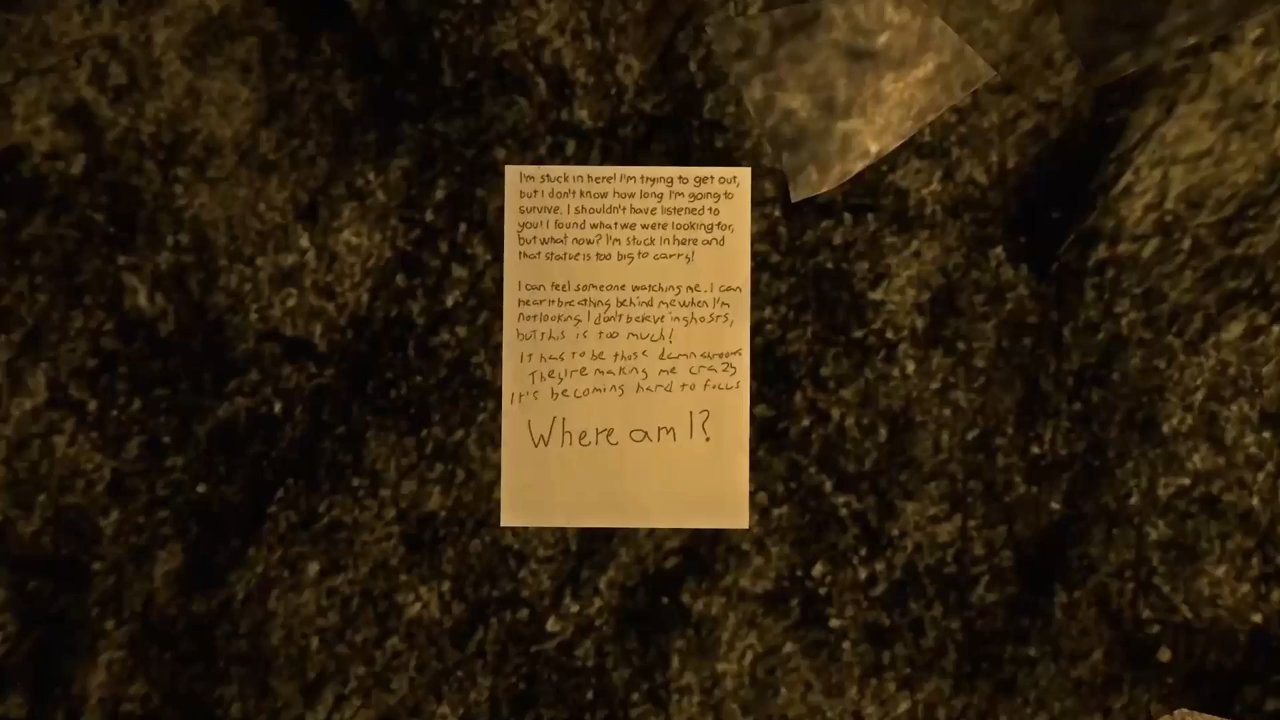 I'm stuck in here! I'm trying to get out,
but I don't know how long I'm going to
survive. I shouldn't have listened to
you! I found what we were looking for,
but what now? I'm stuck in here and
that statue is too big to carry!
I can feel someone watching me. I can
hear it breathing behind me when I'm
not looking. I don't believe in ghosts,
but this is too much!
It has to be those damn shrooms
They're making me crazy
It's becoming hard to focus
Where am I?